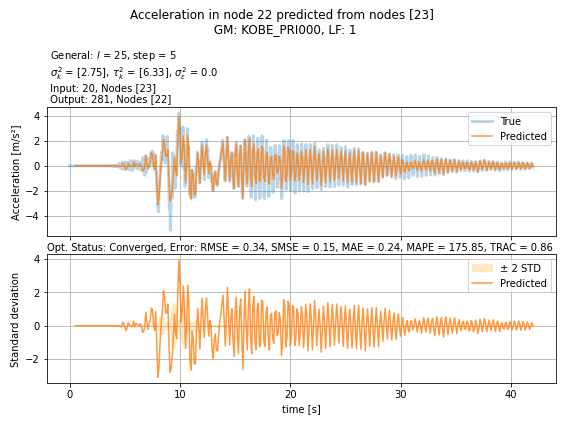 Acceleration in node 22 predicted from nodes [23]
GM: KOBE_PRI000, LF: 1
General: l = 25, step = 5
σ²ₖ = [2.75], τ²ₖ = [6.33], σ²ε = 0.0
Input: 20, Nodes [23]
Output: 281, Nodes [22]
Acceleration [m/s²]
4
2
0
−2
−4
True
Predicted
Opt. Status: Converged, Error: RMSE = 0.34, SMSE = 0.15, MAE = 0.24, MAPE = 175.85, TRAC = 0.86
Standard deviation
4
2
0
−2
± 2 STD
Predicted
0 10 20 30 40
time [s]